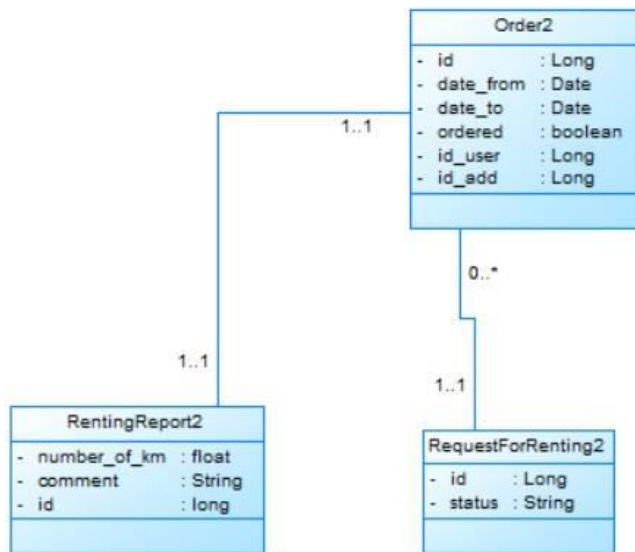 Order2
- id : Long
- date_from : Date
- date_to : Date
- ordered : boolean
- id_user : Long
- id_add : Long
1..1
0..*
1..1
1..1
RentingReport2
- number_of_km : float
- comment : String
- id : long
RequestForRenting2
- id : Long
- status : String